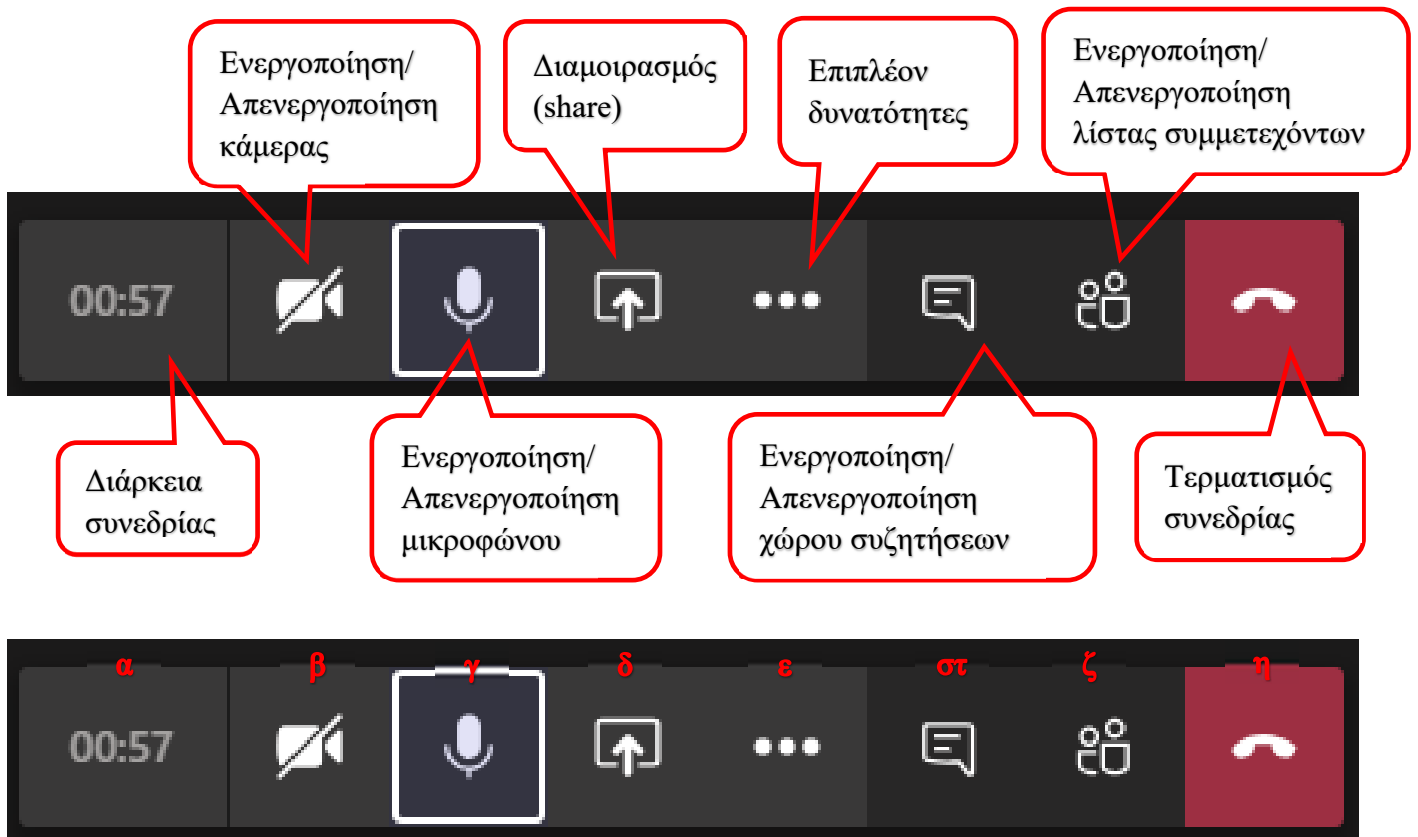 Ενεργοποίηση/
Απενεργοποίηση
κάμερας
Διαμοιρασμός
(share)
Επιπλέον
δυνατότητες
Ενεργοποίηση/
Απενεργοποίηση
λίστας συμμετεχόντων
00:57
Διάρκεια
συνεδρίας
Ενεργοποίηση/
Απενεργοποίηση
μικροφώνου
Ενεργοποίηση/
Απενεργοποίηση
χώρου συζητήσεων
Τερματισμός
συνεδρίας
α β γ δ ε στ ζ η
00:57